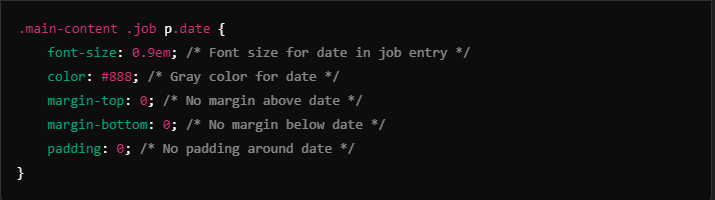 .main-content .job p.date {
    font-size: 0.9em; /* Font size for date in job entry */
    color: #888; /* Gray color for date */
    margin-top: 0; /* No margin above date */
    margin-bottom: 0; /* No margin below date */
    padding: 0; /* No padding around date */
}